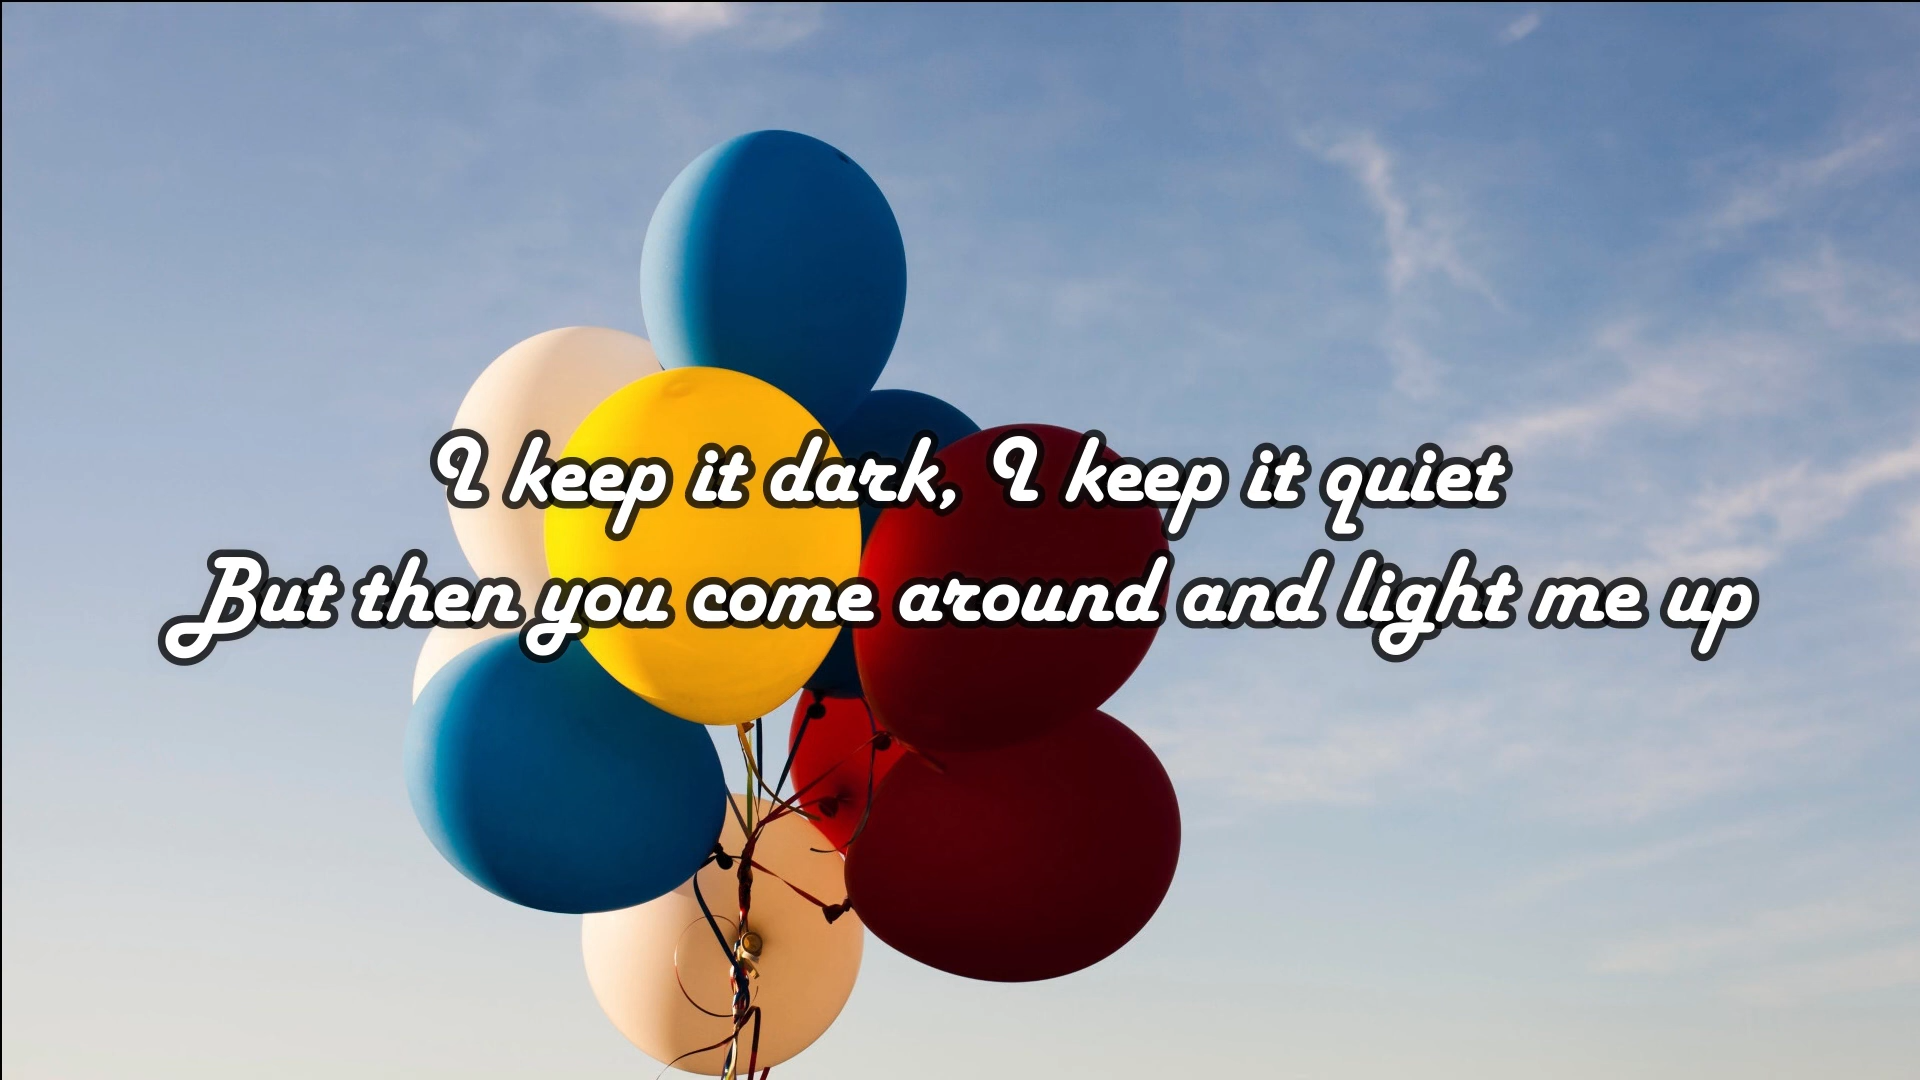 I keep it dark, I keep it quiet
But then you come around and light me up